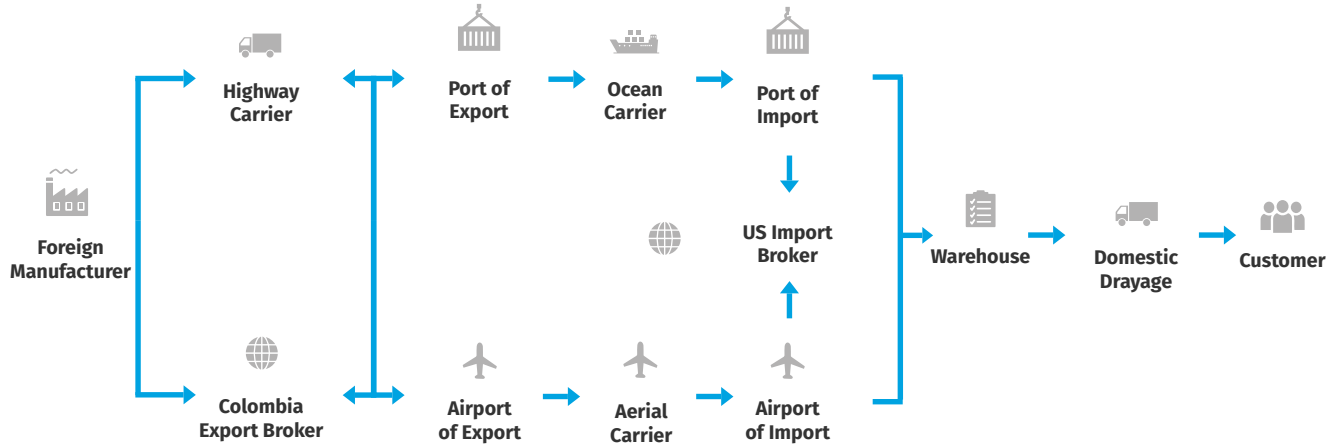 Highway
Carrier
Port of
Export
Ocean
Carrier
Port of
Import
Foreign
Manufacturer
US Import
Broker
Warehouse
Domestic
Drayage
Customer
Colombia
Export Broker
Airport
of Export
Aerial
Carrier
Airport
of Import